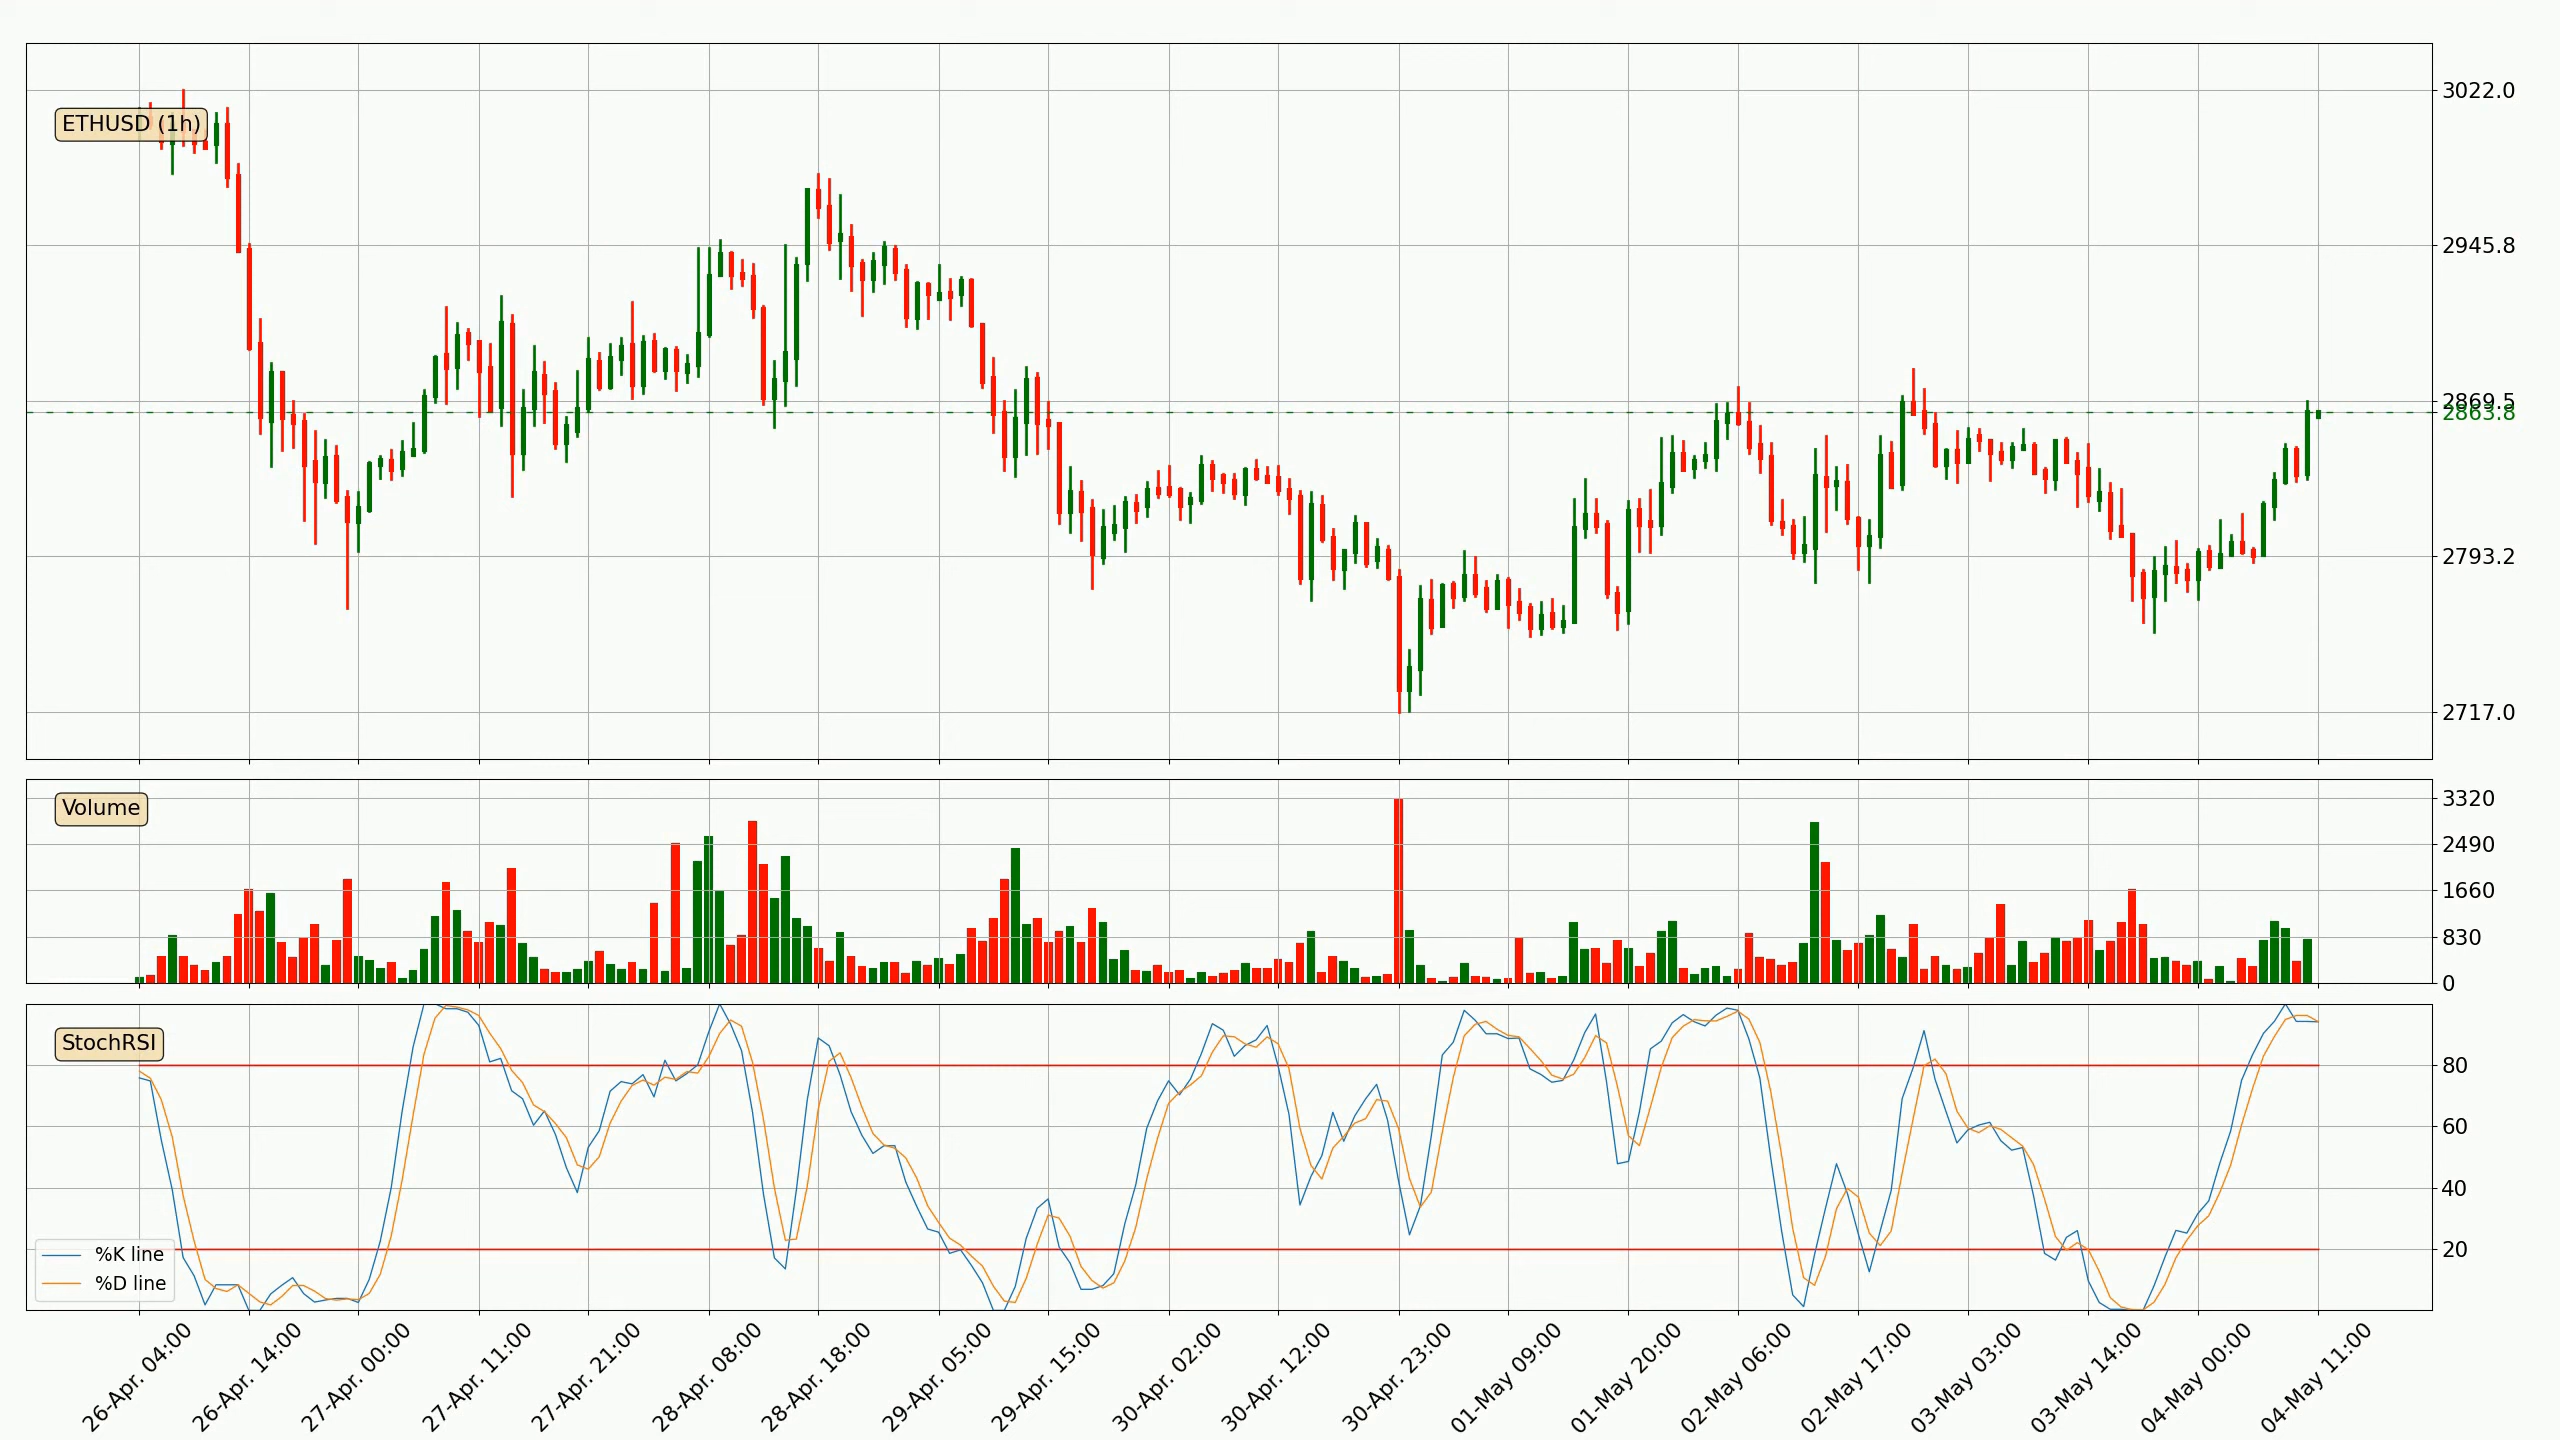 3022.0
ETHUSD (1h)
2945.8
2869.5
2863.8
2793.2
2717.0
Volume
3320
2490
1660
830
0
StochRSI
80
60
40
20
%K line
%D line
26-Apr. 04:00
26-Apr. 14:00
27-Apr. 00:00
27-Apr. 11:00
27-Apr. 21:00
28-Apr. 08:00
28-Apr. 18:00
29-Apr. 05:00
29-Apr. 15:00
30-Apr. 02:00
30-Apr. 12:00
30-Apr. 23:00
01-May 09:00
01-May 20:00
02-May 06:00
02-May 17:00
03-May 03:00
03-May 14:00
04-May 00:00
04-May 11:00